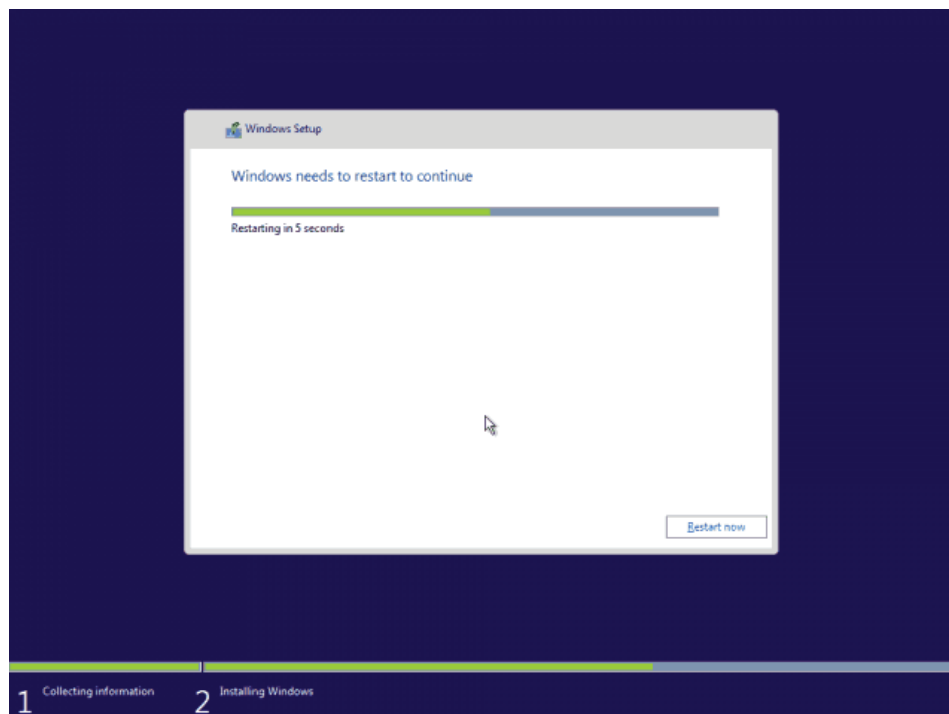 Windows Setup
Windows needs to restart to continue
Restarting in 5 seconds
Restart now
1 Collecting information
2 Installing Windows